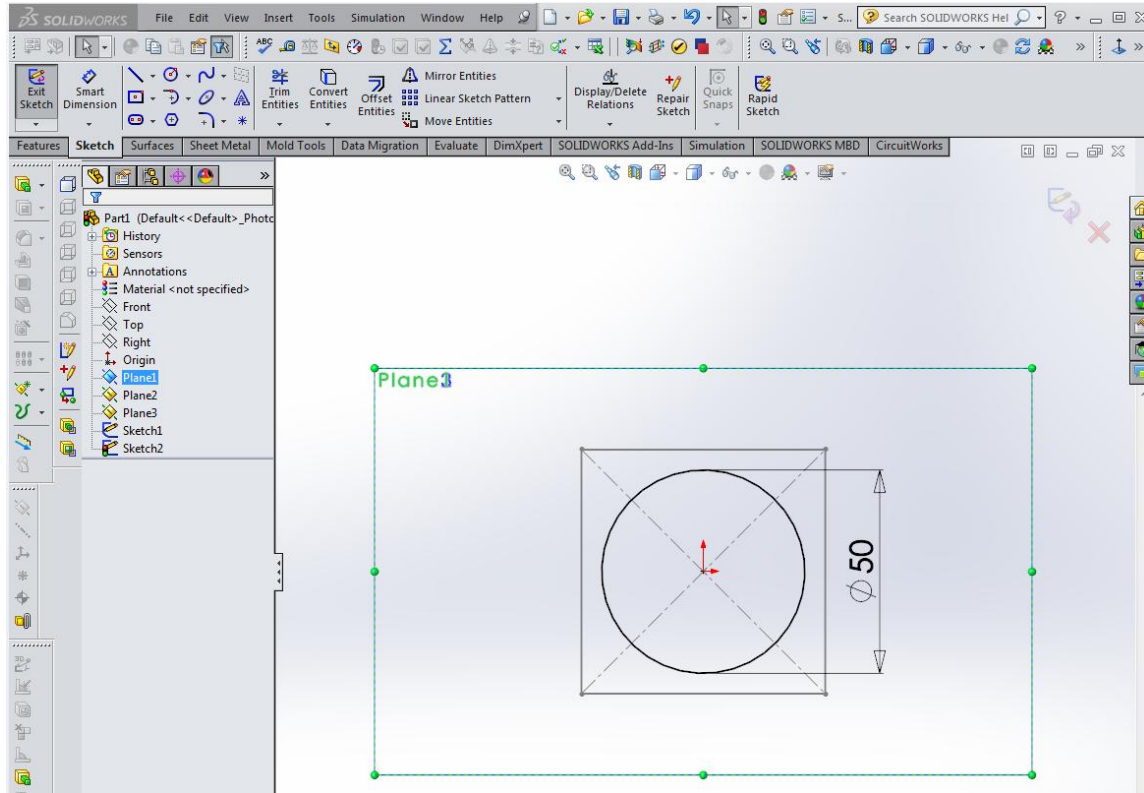 SOLIDWORKS File Edit View Insert Tools Simulation Window Help S... Search SOLIDWORKS Hel
Exit Sketch
Smart Dimension
Trim Entities
Convert Entities
Offset Entities
Mirror Entities
Linear Sketch Pattern
Move Entities
Display/Delete Relations
Repair Sketch
Quick Snaps
Rapid Sketch
Features Sketch Surfaces Sheet Metal Mold Tools Data Migration Evaluate DimXpert SOLIDWORKS Add-Ins Simulation SOLIDWORKS MBD CircuitWorks
Part1 (Default<<Default>_Photo
History
Sensors
A Annotations
Material <not specified>
Front
Top
Right
Origin
Plane1
Plane2
Plane3
Sketch1
Sketch2
∅50